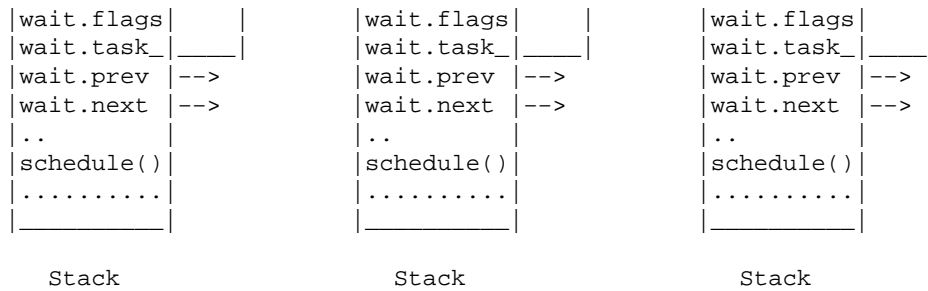 |wait.flags|    |       |wait.flags|    |       |wait.flags|
|wait.task_|____|       |wait.task_|____|       |wait.task_|____
|wait.prev |-->         |wait.prev |-->         |wait.prev |-->
|wait.next |-->         |wait.next |-->         |wait.next |-->
|..        |            |..        |            |..        |
|schedule()|            |schedule()|            |schedule()|
|..........|            |..........|            |..........|
|__________|            |__________|            |__________|
Stack                   Stack                   Stack